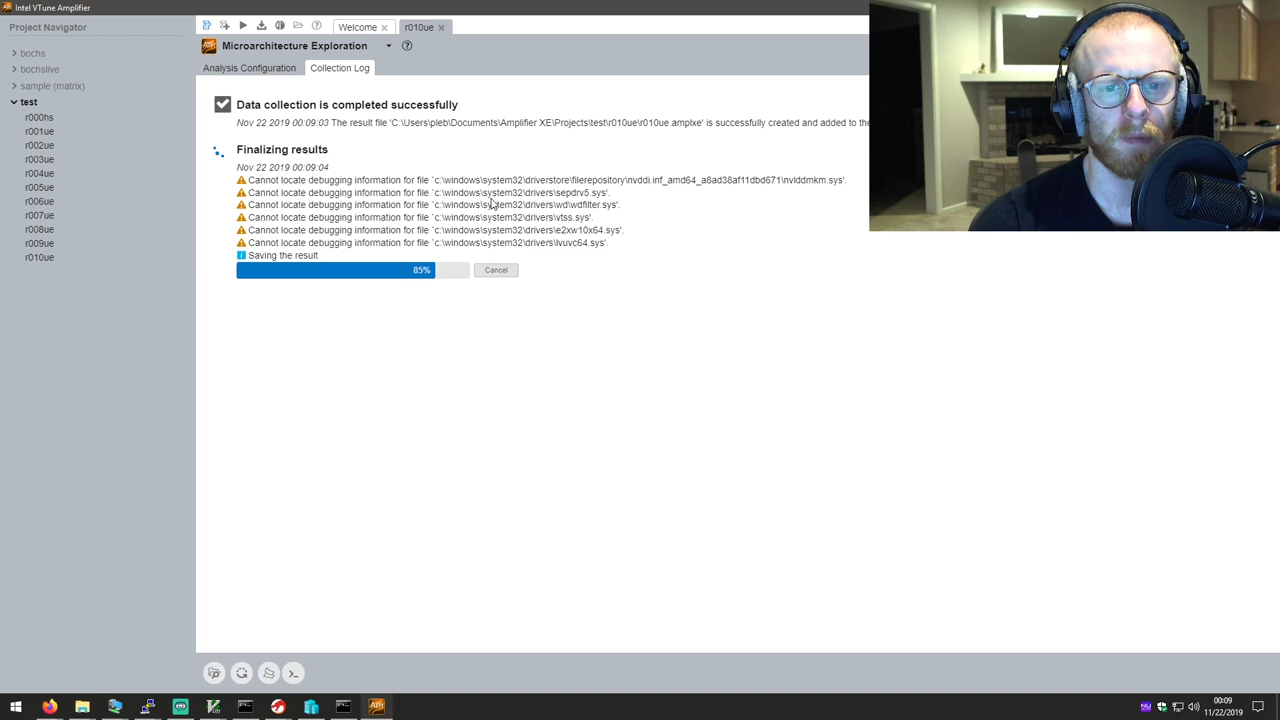 Intel VTune Amplifier
Project Navigator
bochs
bochslive
sample (matrix)
test
r000hs
r001ue
r002ue
r003ue
r004ue
r005ue
r006ue
r007ue
r008ue
r009ue
r010ue
Welcome
r010ue
Microarchitecture Exploration
Analysis Configuration
Collection Log
Data collection is completed successfully
Nov 22 2019 00:09:03 The result file 'C:\Users\pleb\Documents\Amplifier XE\Projects\test\r010ue\r010ue.amplxe' is successfully created and added to the
Finalizing results
Nov 22 2019 00:09:04
Cannot locate debugging information for file `c:\windows\system32\driverstore\filerepository\nvddi.inf_amd64_a8ad38af11dbd671\nvlddmkm.sys'.
Cannot locate debugging information for file `c:\windows\system32\drivers\sepdrv5.sys'.
Cannot locate debugging information for file `c:\windows\system32\drivers\wd\wdfilter.sys'.
Cannot locate debugging information for file `c:\windows\system32\drivers\vtss.sys'.
Cannot locate debugging information for file `c:\windows\system32\drivers\e2xw10x64.sys'.
Cannot locate debugging information for file `c:\windows\system32\drivers\lvuvc64.sys'.
Saving the result
85%
Cancel
00:09
11/22/2019